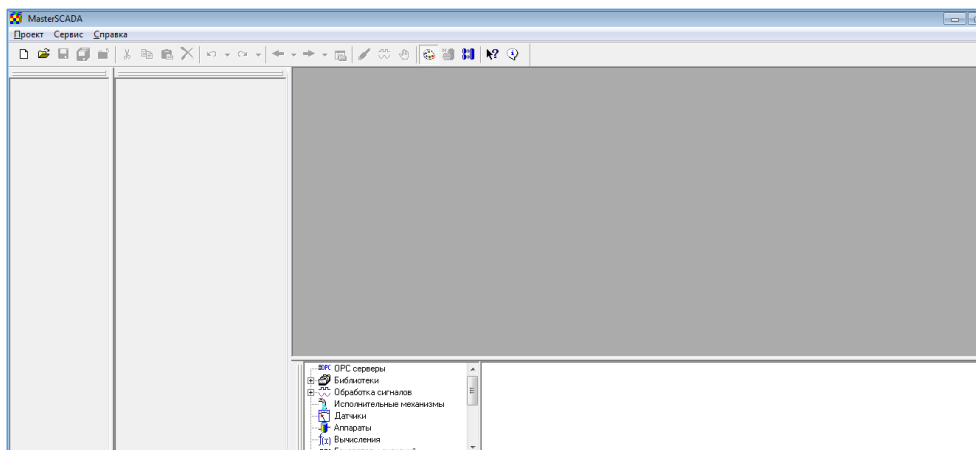 MasterSCADA
Проект Сервис Справка
OPC серверы
Библиотеки
Обработка сигналов
Исполнительные механизмы
Датчики
Аппараты
f(x) Вычисления